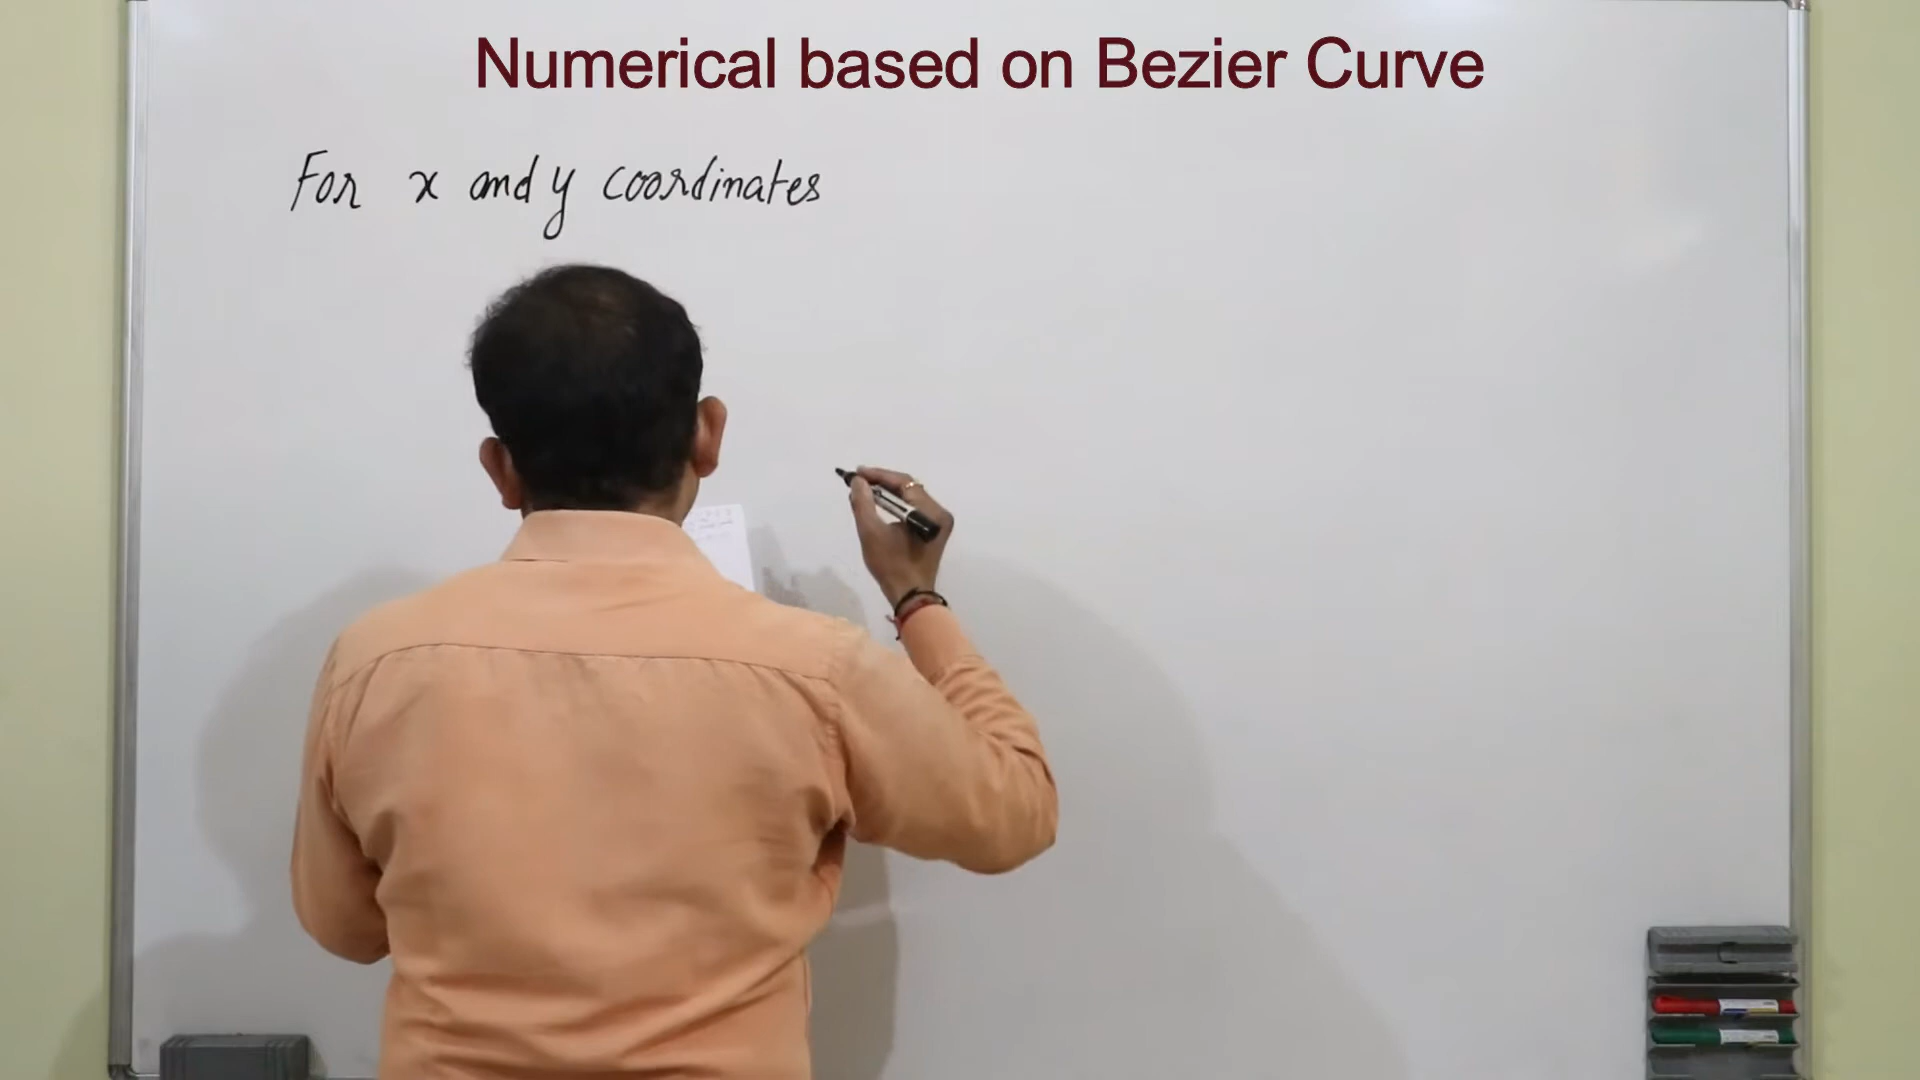 Numerical based on Bezier Curve
For x and y coordinates